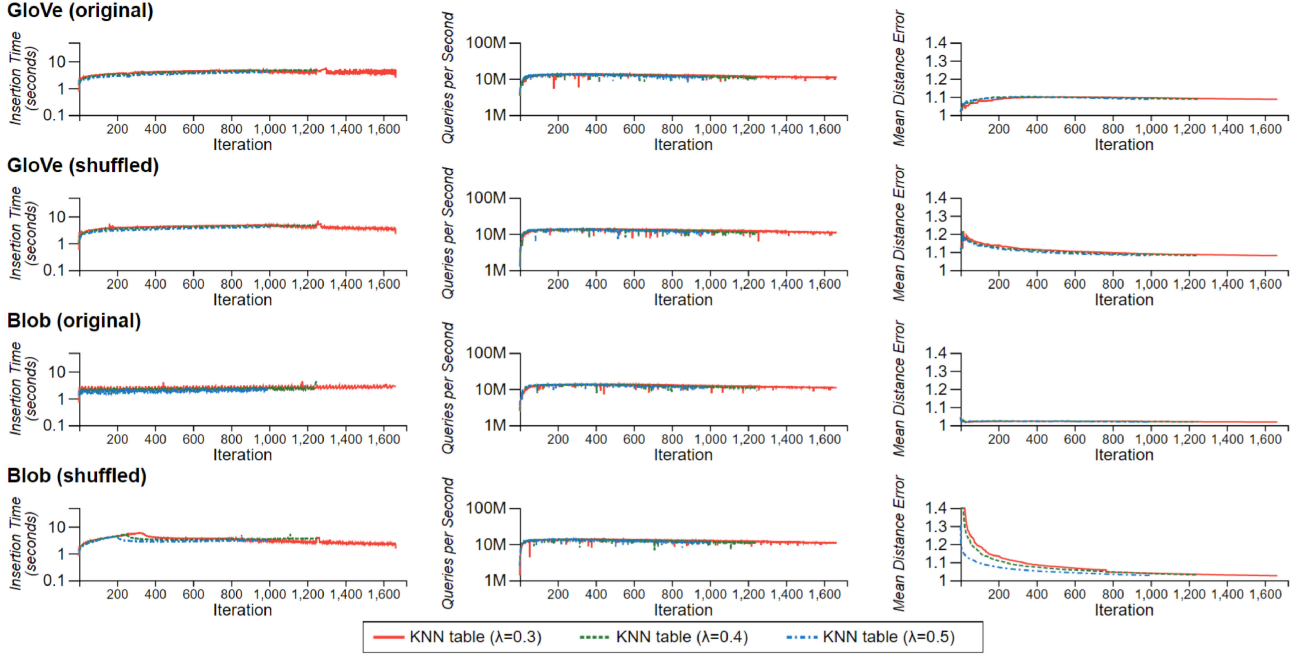 GloVe (original)
Insertion Time
(seconds)
10
1
0.1
200 400 600 800 1,000 1,200 1,400 1,600
Iteration
Queries per Second
100M
10M
1M
200 400 600 800 1,000 1,200 1,400 1,600
Iteration
Mean Distance Error
1.4
1.3
1.2
1.1
1
200 400 600 800 1,000 1,200 1,400 1,600
Iteration
GloVe (shuffled)
Insertion Time
(seconds)
10
1
0.1
200 400 600 800 1,000 1,200 1,400 1,600
Iteration
Queries per Second
100M
10M
1M
200 400 600 800 1,000 1,200 1,400 1,600
Iteration
Mean Distance Error
1.4
1.3
1.2
1.1
1
200 400 600 800 1,000 1,200 1,400 1,600
Iteration
Blob (original)
Insertion Time
(seconds)
10
1
0.1
200 400 600 800 1,000 1,200 1,400 1,600
Iteration
Queries per Second
100M
10M
1M
200 400 600 800 1,000 1,200 1,400 1,600
Iteration
Mean Distance Error
1.4
1.3
1.2
1.1
1
200 400 600 800 1,000 1,200 1,400 1,600
Iteration
Blob (shuffled)
Insertion Time
(seconds)
10
1
0.1
200 400 600 800 1,000 1,200 1,400 1,600
Iteration
Queries per Second
100M
10M
1M
200 400 600 800 1,000 1,200 1,400 1,600
Iteration
Mean Distance Error
1.4
1.3
1.2
1.1
1
200 400 600 800 1,000 1,200 1,400 1,600
Iteration
KNN table (λ=0.3) KNN table (λ=0.4) KNN table (λ=0.5)